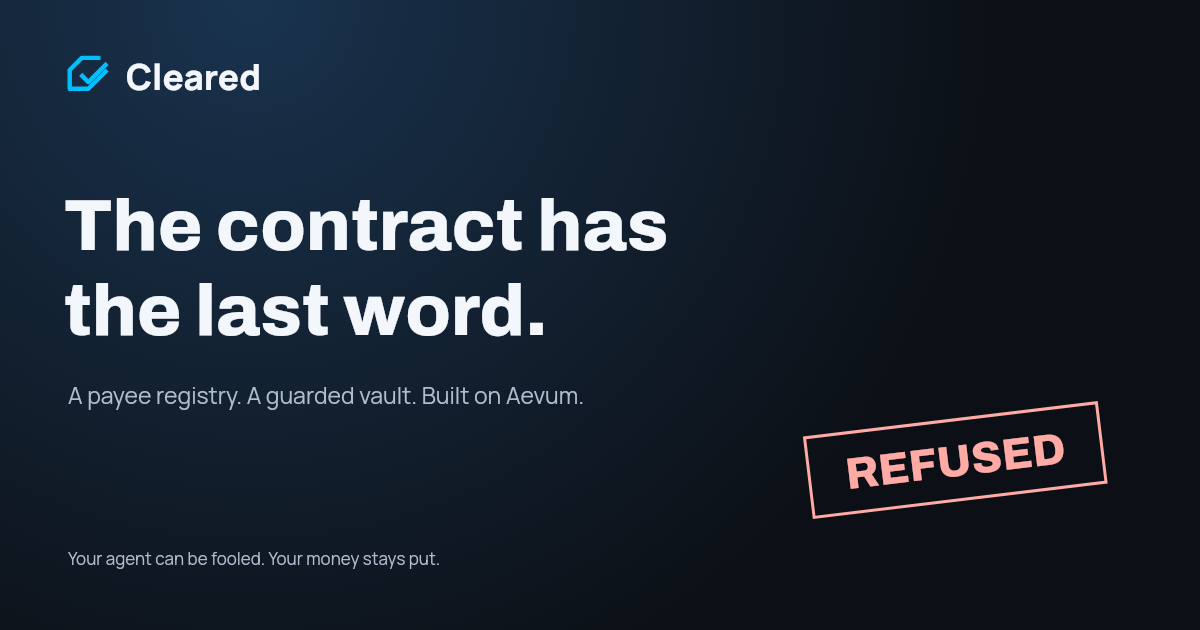 Cleared
The contract has
the last word.
A payee registry. A guarded vault. Built on Aevum.
REFUSED
Your agent can be fooled. Your money stays put.